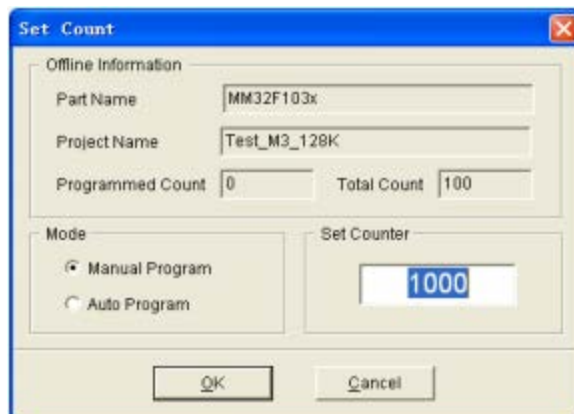 Set Count
Offline Information
Part Name MM32F103x
Project Name Test_M3_128K
Programmed Count 0 Total Count 100
Mode
Manual Program
Auto Program
Set Counter
1000
OK Cancel